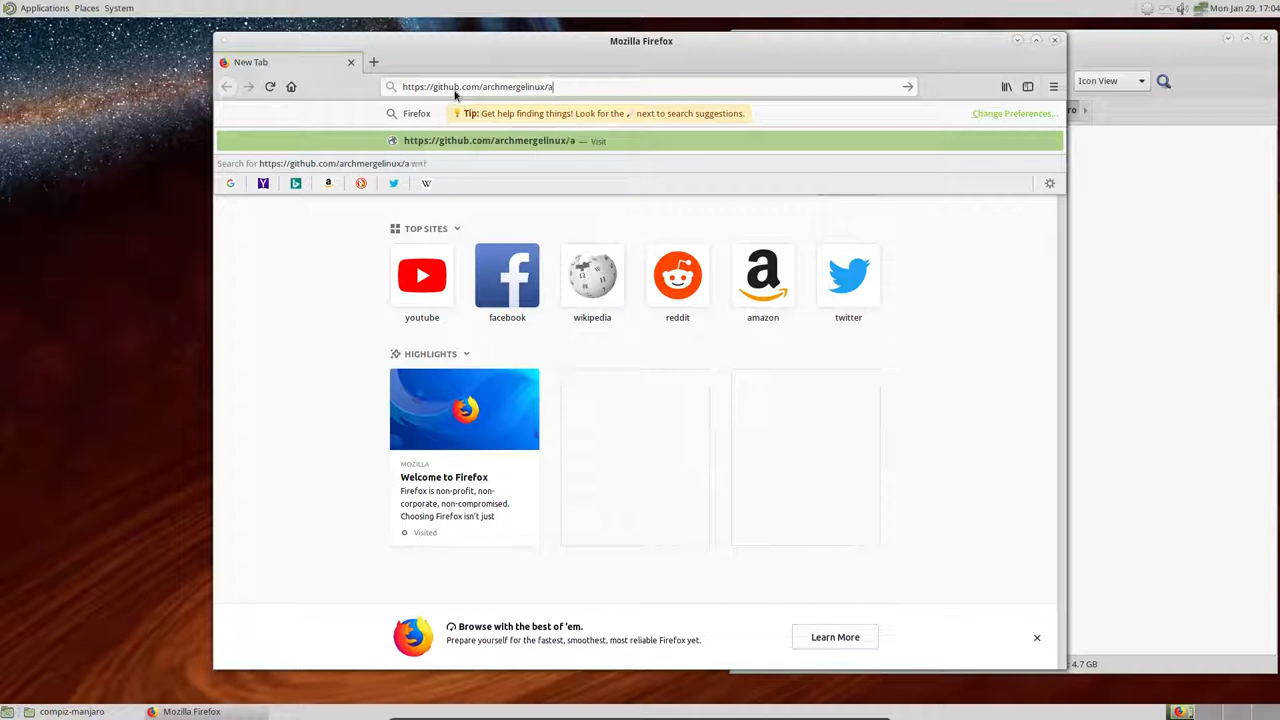 Applications Places System
Mon Jan 29, 17:04
Mozilla Firefox
New Tab
Icon View
https://github.com/archmergelinux/a
Firefox
Tip: Get help finding things! Look for the next to search suggestions.
Change Preferences...
https://github.com/archmergelinux/a — Visit
Search for https://github.com/archmergelinux/a with
TOP SITES
youtube
facebook
wikipedia
reddit
amazon
twitter
HIGHLIGHTS
MOZILLA
Welcome to Firefox
Firefox is non-profit, non-
corporate, non-compromised.
Choosing Firefox isn't just
Visited
Browse with the best of 'em.
Prepare yourself for the fastest, smoothest, most reliable Firefox yet.
Learn More
: 4.7 GB
compiz-manjaro
Mozilla Firefox